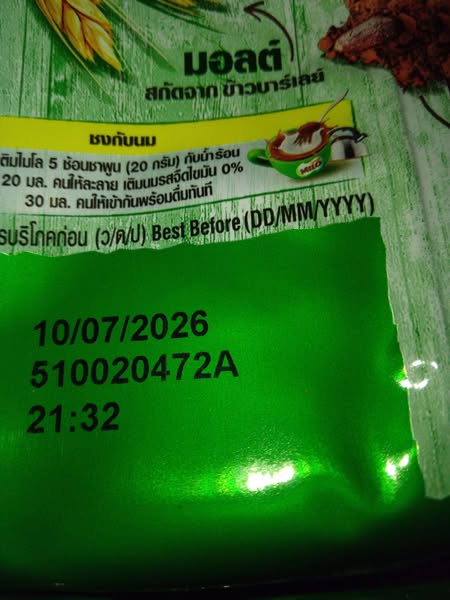 มอลต์
สกัดจาก ข้าวบาร์เลย์
ชงกับนม
ติมไมโล 5 ช้อนชาพูน (20 กรัม) กับน้ำร้อน
20 มล. คนให้ละลาย เติมนมรสจืดไขมัน 0%
30 มล. คนให้เข้ากันพร้อมดื่มทันที
MILO
รบริโภคก่อน (ว/ด/ป) Best Before (DD/MM/YYYY)
10/07/2026
510020472A
21:32